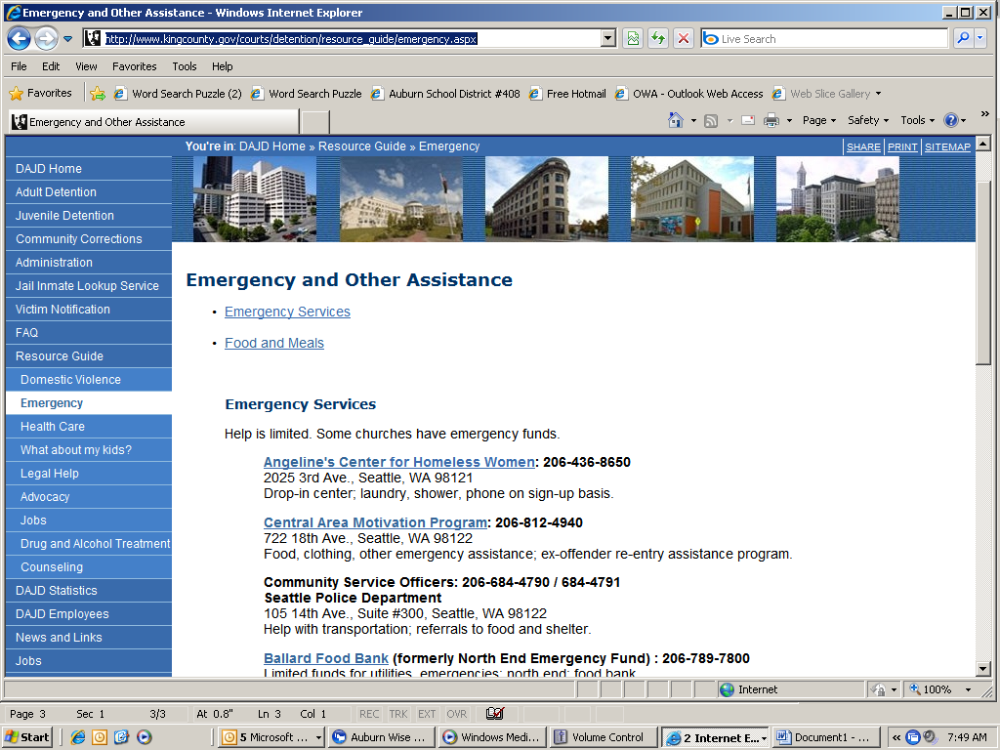 Emergency and Other Assistance - Windows Internet Explorer
http://www.kingcounty.gov/courts/detention/resource_guide/emergency.aspx
Live Search
File Edit View Favorites Tools Help
Favorites Word Search Puzzle (2) Word Search Puzzle Auburn School District #408 Free Hotmail OWA - Outlook Web Access Web Slice Gallery
Emergency and Other Assistance
Page Safety Tools »
You're in: DAJD Home » Resource Guide » Emergency
SHARE PRINT SITEMAP
DAJD Home
Adult Detention
Juvenile Detention
Community Corrections
Administration
Jail Inmate Lookup Service
Victim Notification
FAQ
Resource Guide
Domestic Violence
Emergency
Health Care
What about my kids?
Legal Help
Advocacy
Jobs
Drug and Alcohol Treatment
Counseling
DAJD Statistics
DAJD Employees
News and Links
Jobs
Emergency and Other Assistance
• Emergency Services
• Food and Meals
Emergency Services
Help is limited. Some churches have emergency funds.
Angeline's Center for Homeless Women: 206-436-8650
2025 3rd Ave., Seattle, WA 98121
Drop-in center; laundry, shower, phone on sign-up basis.
Central Area Motivation Program: 206-812-4940
722 18th Ave., Seattle, WA 98122
Food, clothing, other emergency assistance; ex-offender re-entry assistance program.
Community Service Officers: 206-684-4790 / 684-4791
Seattle Police Department
105 14th Ave., Suite #300, Seattle, WA 98122
Help with transportation; referrals to food and shelter.
Ballard Food Bank (formerly North End Emergency Fund) : 206-789-7800
Limited funds for utilities, emergencies; north end; food bank
Internet 100%
Page 3 Sec 1 3/3 At 0.8" Ln 3 Col 1 REC TRK EXT OVR
Start 5 Microsoft ... Auburn Wise ... Windows Medi... Volume Control 2 Internet E... Document1 - ... « 7:49 AM